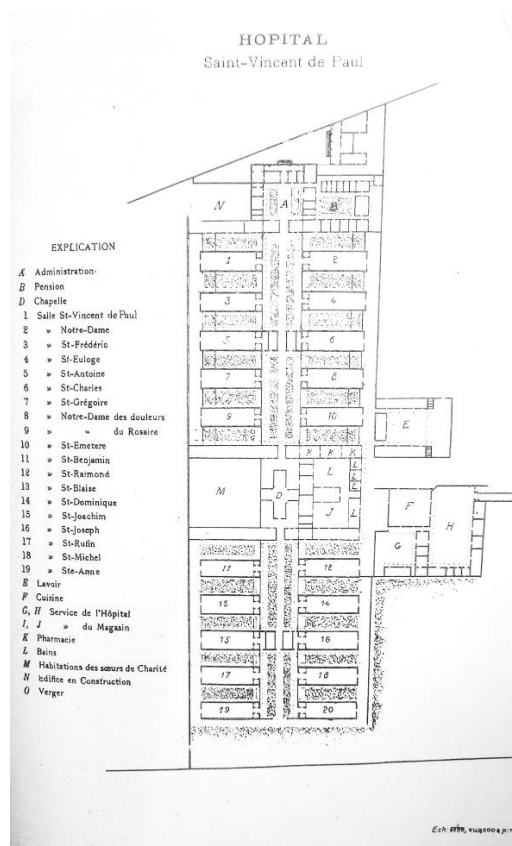 HOPITAL
Saint-Vincent de Paul
N
A
B
1
2
3
4
5
6
7
8
9
10
K K K
E
M
D
L
L
L
L
J
L
F
H
G
11
12
13
14
15
16
17
18
19
20
EXPLICATION
A Administration
B Pension
D Chapelle
1 Salle St-Vincent de Paul
2 » Notre-Dame
3 » St-Frédéric
4 » St-Euloge
5 » St-Antoine
6 » St-Charles
7 » St-Grégoire
8 » Notre-Dame des douleurs
9 » » du Rosaire
10 » St-Emetere
11 » St-Benjamin
12 » St-Raimond
13 » St-Blaise
14 » St-Dominique
15 » St-Joachim
16 » St-Joseph
17 » St-Rufin
18 » St-Michel
19 » Ste-Anne
E Lavoir
F Cuisine
G, H Service de l'Hôpital
I, J » du Magasin
K Pharmacie
L Bains
M Habitations des sœurs de Charité
N Edifice en Construction
O Verger
Ech.